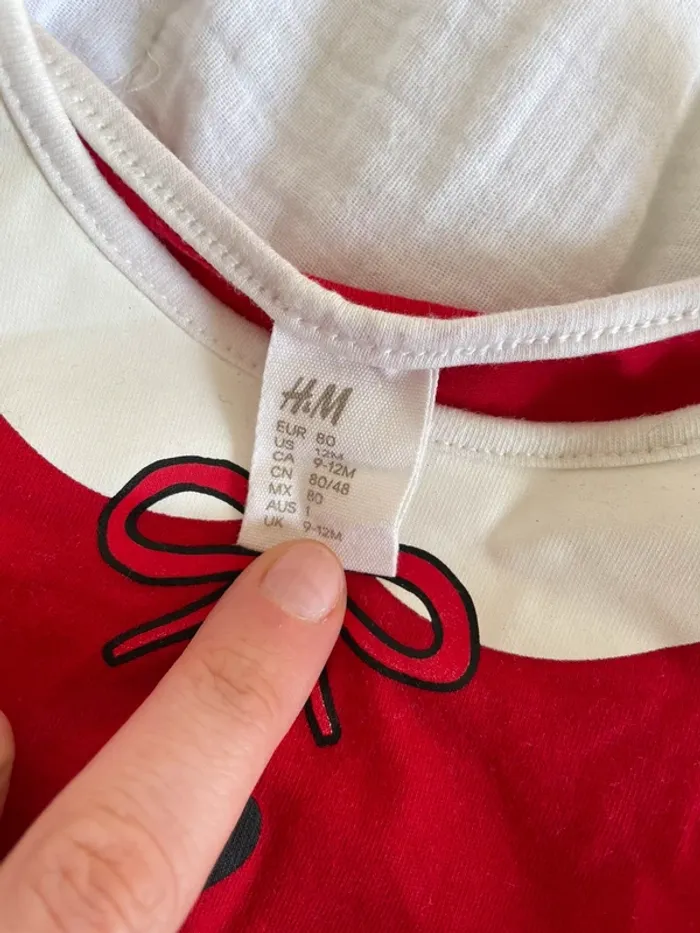 H&M
EUR 80
US 12M
CA 9-12M
CN 80/48
MX 80
AUS 1
UK 9-12M